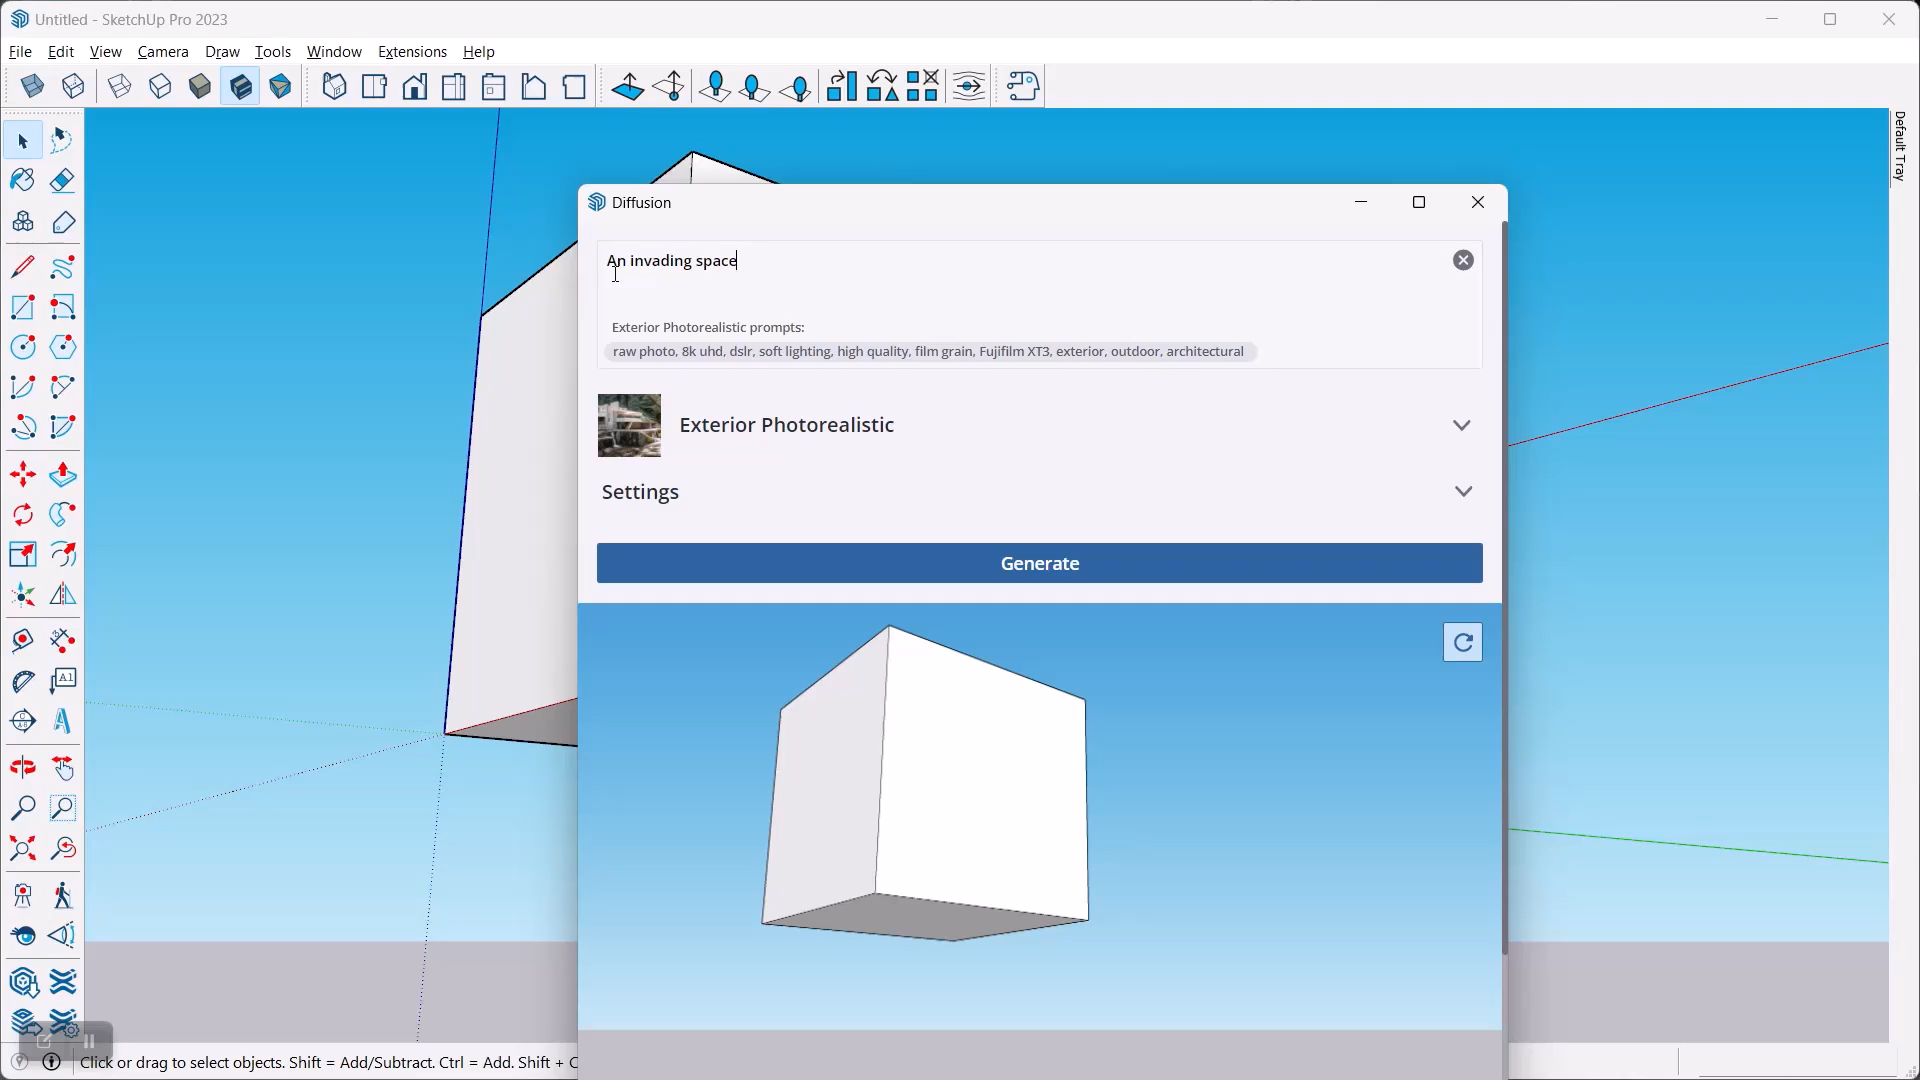 Untitled - SketchUp Pro 2023
File Edit View Camera Draw Tools Window Extensions Help
Default Tray
Diffusion
An invading space
Exterior Photorealistic prompts:
raw photo, 8k uhd, dslr, soft lighting, high quality, film grain, Fujifilm XT3, exterior, outdoor, architectural
Exterior Photorealistic
Settings
Generate
A1
Click or drag to select objects. Shift = Add/Subtract. Ctrl = Add. Shift + C